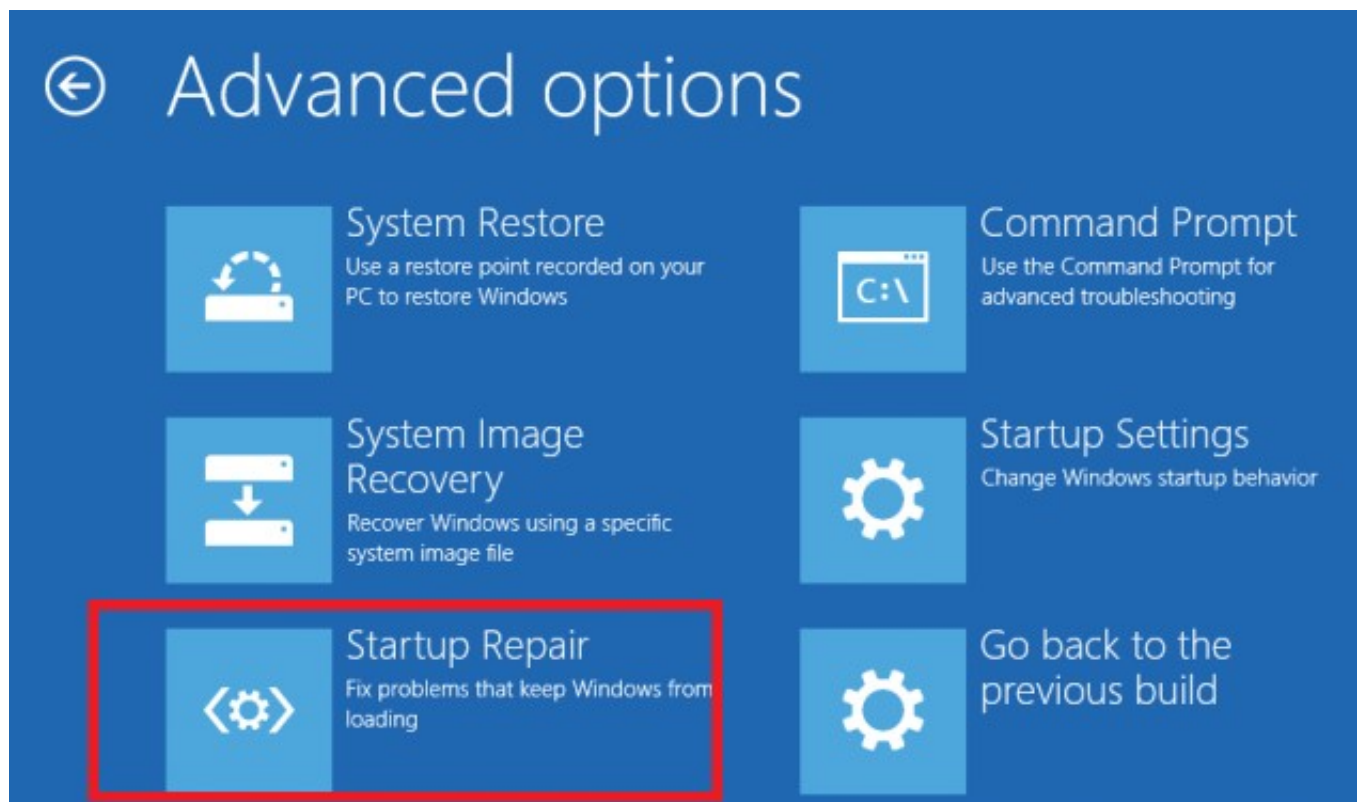 Advanced options
System Restore
Use a restore point recorded on your
PC to restore Windows
Command Prompt
Use the Command Prompt for
advanced troubleshooting
C:\
System Image
Recovery
Recover Windows using a specific
system image file
Startup Settings
Change Windows startup behavior
Startup Repair
Fix problems that keep Windows from
loading
Go back to the
previous build